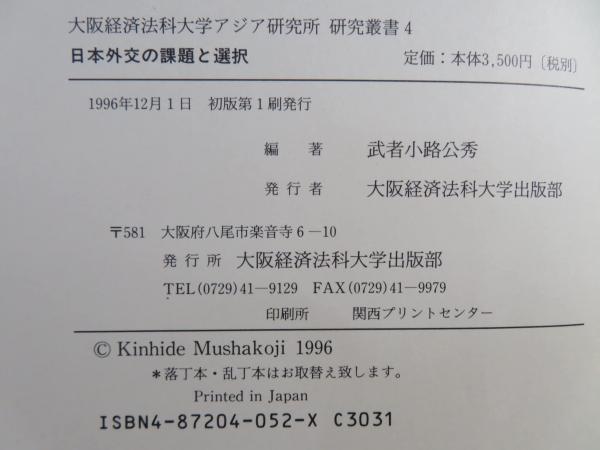 大阪経済法科大学アジア研究所 研究叢書4
日本外交の課題と選択 定価：本体3,500円〔税別〕
1996年12月1日 初版第1刷発行
編著 武者小路公秀
発行者 大阪経済法科大学出版部
〒581 大阪府八尾市楽音寺6－10
発行所 大阪経済法科大学出版部
TEL(0729)41－9129 FAX(0729)41－9979
印刷所 関西プリントセンター
© Kinhide Mushakoji 1996
＊落丁本・乱丁本はお取替え致します。
Printed in Japan
ISBN4-87204-052-X C3031